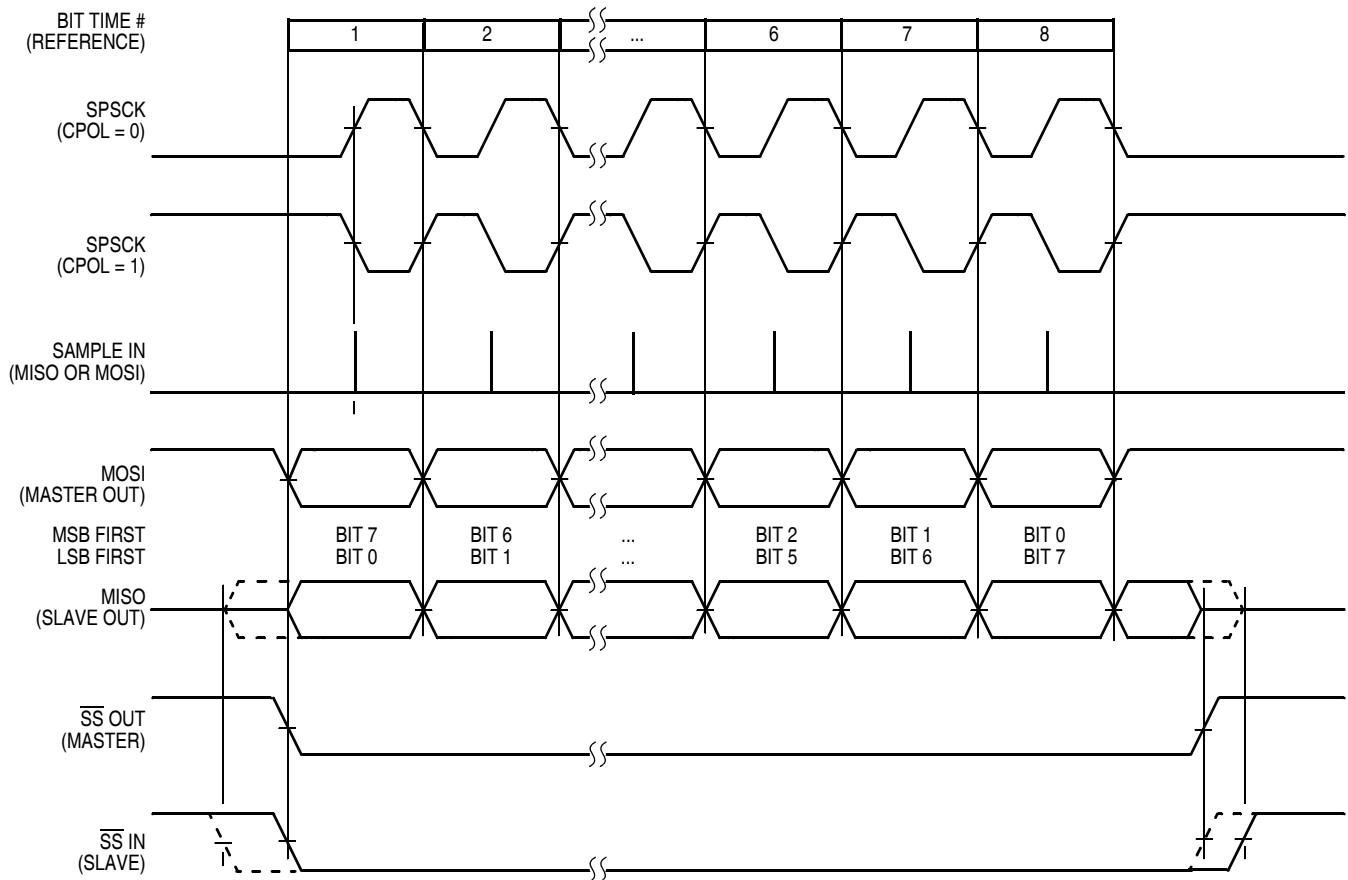 BIT TIME #
(REFERENCE)
1 2 ... 6 7 8
SPSCK
(CPOL = 0)
SPSCK
(CPOL = 1)
SAMPLE IN
(MISO OR MOSI)
MOSI
(MASTER OUT)
MSB FIRST BIT 7 BIT 6 ... BIT 2 BIT 1 BIT 0
LSB FIRST BIT 0 BIT 1 ... BIT 5 BIT 6 BIT 7
MISO
(SLAVE OUT)
SS OUT
(MASTER)
SS IN
(SLAVE)